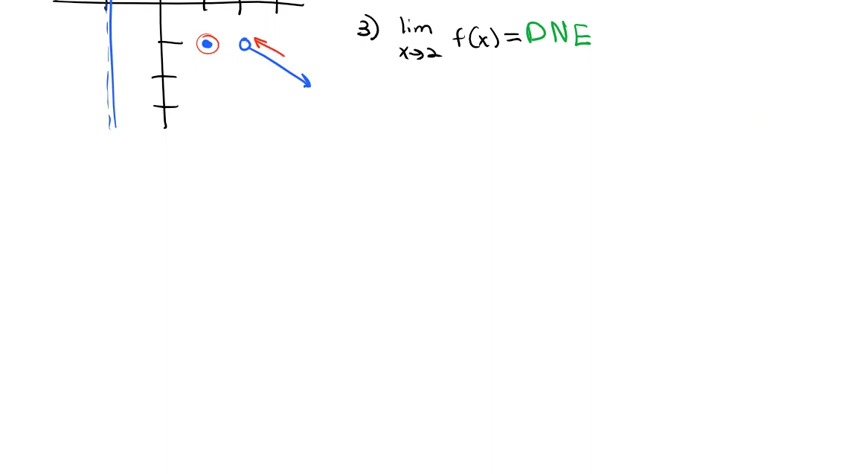 3) lim x→2 f(x) = DNE